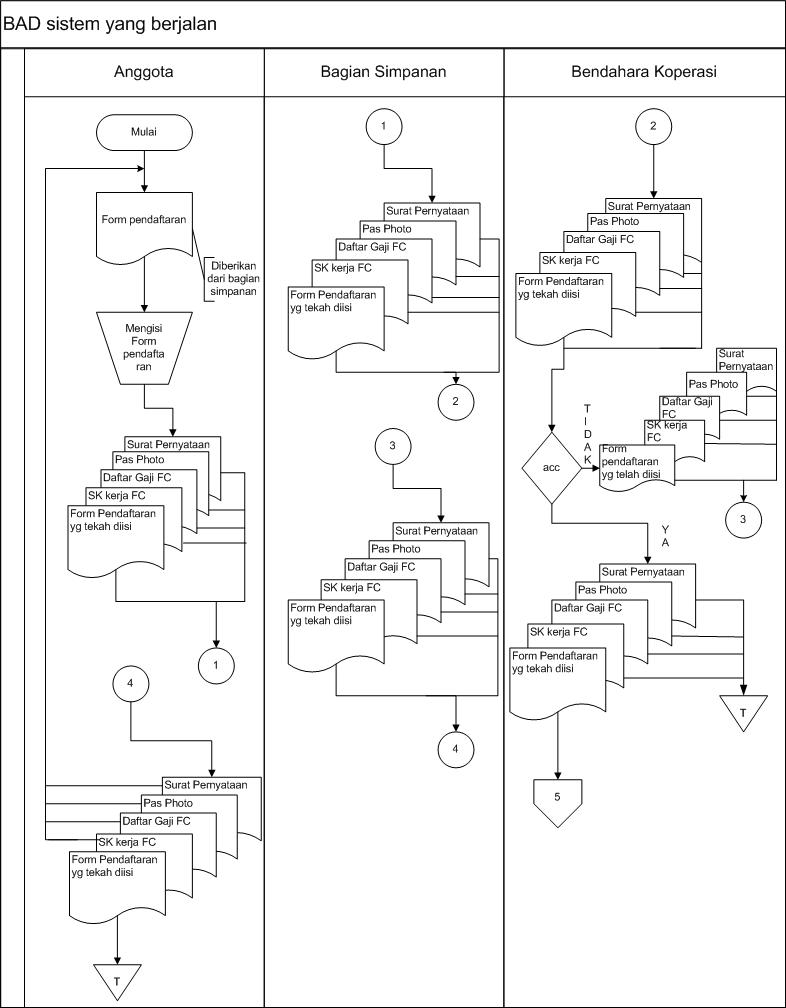 BAD sistem yang berjalan
Anggota
Bagian Simpanan
Bendahara Koperasi
Mulai
Form pendaftaran
Diberikan
dari bagian
simpanan
Mengisi
Form
pendafta
ran
Surat Pernyataan
Pas Photo
Daftar Gaji FC
SK kerja FC
Form Pendaftaran
yg tekah diisi
1
4
Surat Pernyataan
Pas Photo
Daftar Gaji FC
SK kerja FC
Form Pendaftaran
yg tekah diisi
T
1
Surat Pernyataan
Pas Photo
Daftar Gaji FC
SK kerja FC
Form Pendaftaran
yg tekah diisi
2
3
Surat Pernyataan
Pas Photo
Daftar Gaji FC
SK kerja FC
Form Pendaftaran
yg tekah diisi
4
2
Surat Pernyataan
Pas Photo
Daftar Gaji FC
SK kerja FC
Form Pendaftaran
yg tekah diisi
acc
TIDAK
Surat
Pernyataan
Pas Photo
Daftar Gaji
FC
SK kerja
FC
Form
pendaftaran
yg telah diisi
3
YA
Surat Pernyataan
Pas Photo
Daftar Gaji FC
SK kerja FC
Form Pendaftaran
yg tekah diisi
T
5